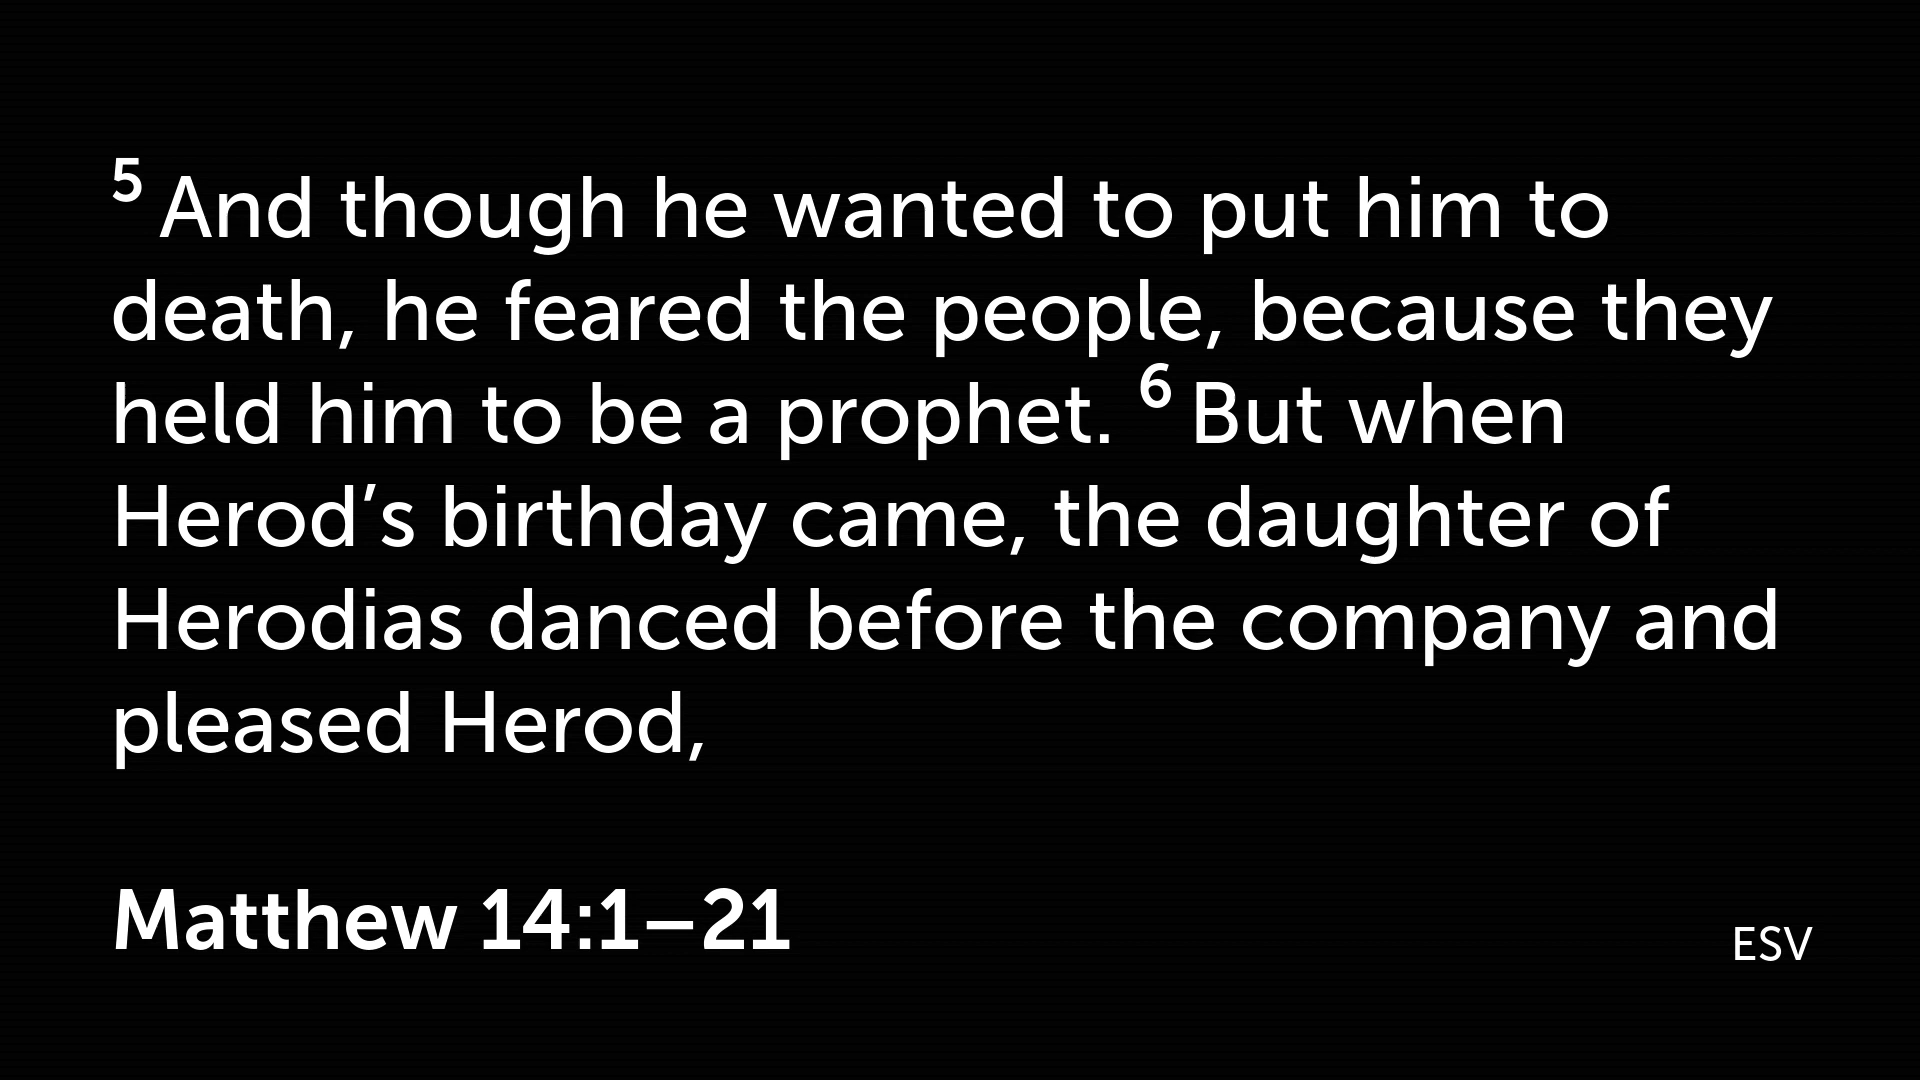 5 And though he wanted to put him to
death, he feared the people, because they
held him to be a prophet. 6 But when
Herod’s birthday came, the daughter of
Herodias danced before the company and
pleased Herod,
Matthew 14:1–21
ESV